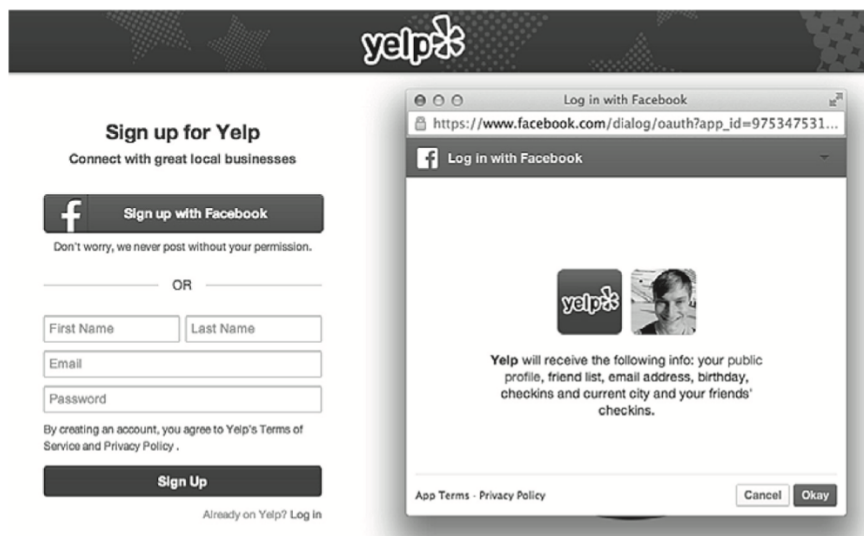 yelp
Sign up for Yelp
Connect with great local businesses
f Sign up with Facebook
Don't worry, we never post without your permission.
OR
First Name Last Name
Email
Password
By creating an account, you agree to Yelp's Terms of
Service and Privacy Policy .
Sign Up
Already on Yelp? Log in
Log in with Facebook
https://www.facebook.com/dialog/oauth?app_id=975347531...
f Log in with Facebook
yelp
Yelp will receive the following info: your public
profile, friend list, email address, birthday,
checkins and current city and your friends'
checkins.
App Terms - Privacy Policy Cancel Okay